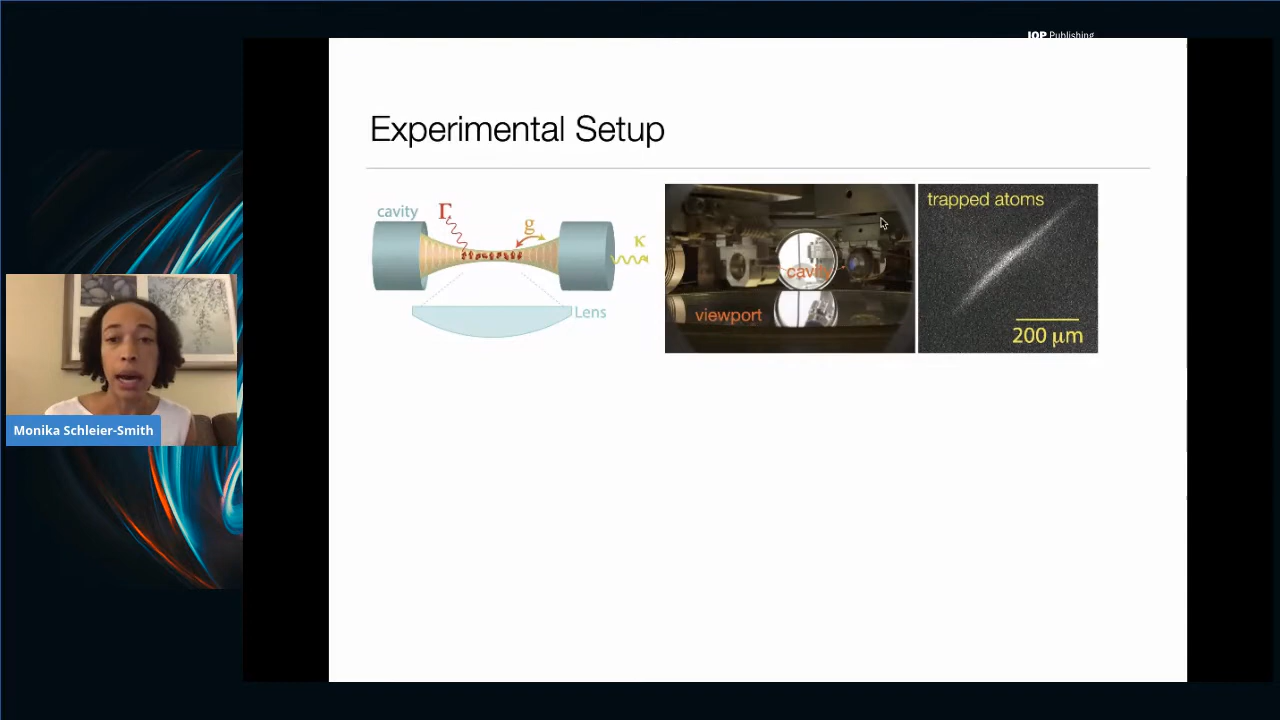 IOP Publishing
Experimental Setup
cavity
Γ
g
κ
Lens
cavity
viewport
trapped atoms
200 μm
Monika Schleier-Smith